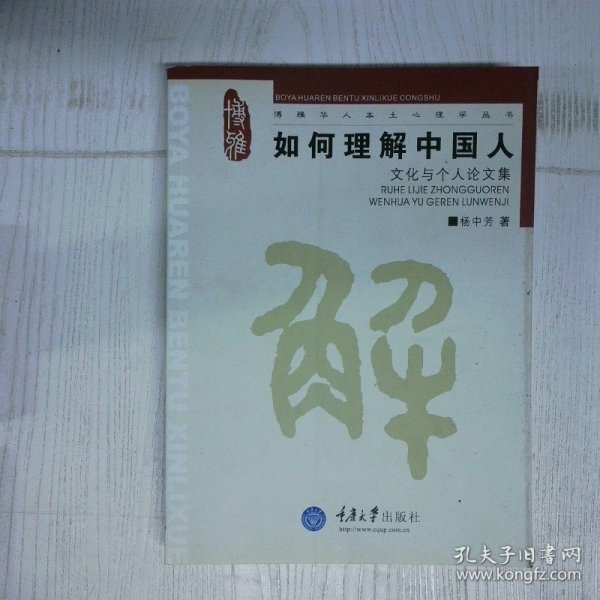 BOYA HUAREN BENTU XINLIXUE CONGSHU
博雅华人本土心理学丛书
博雅
如何理解中国人
文化与个人论文集
RUHE LIJIE ZHONGGUOREN
WENHUA YU GEREN LUNWENJI
■杨中芳 著
BOYA HUAREN BENTU XINLIXUE
解
重庆大学出版社
http://www.cqup.com.cn
孔夫子旧书网
www.kongfz.com